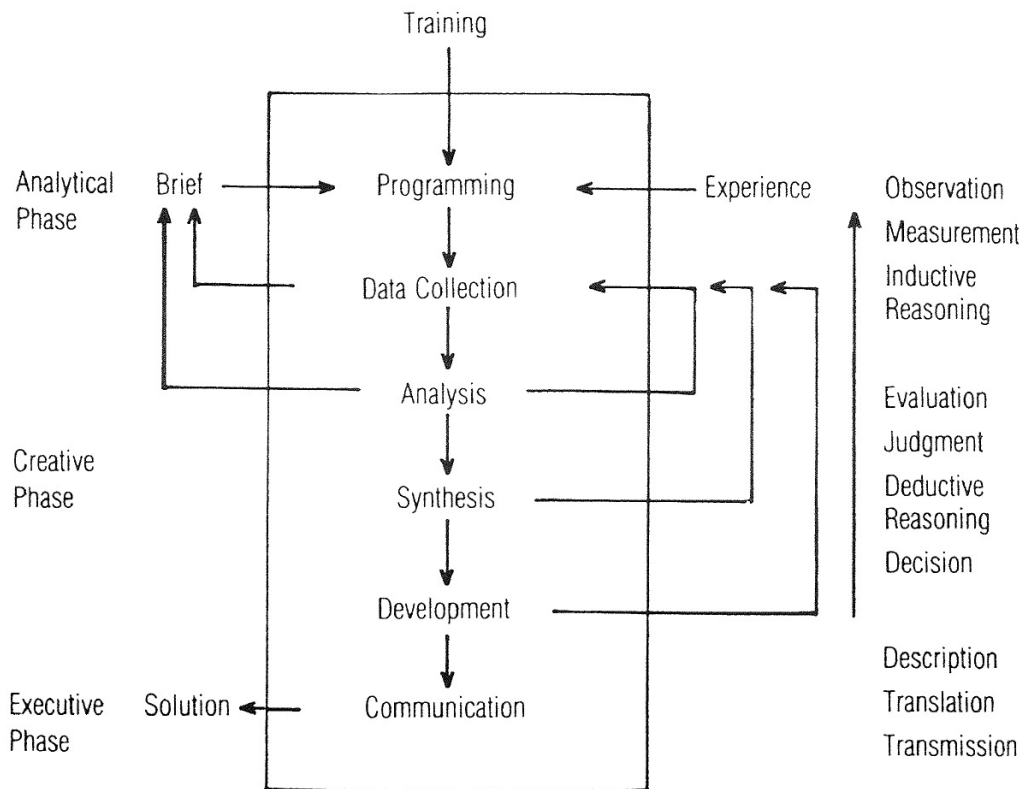 Training
Analytical
Phase
Brief
Programming
Experience
Observation
Measurement
Data Collection
Inductive
Reasoning
Analysis
Evaluation
Judgment
Creative
Phase
Synthesis
Deductive
Reasoning
Decision
Development
Description
Executive
Phase
Solution
Communication
Translation
Transmission